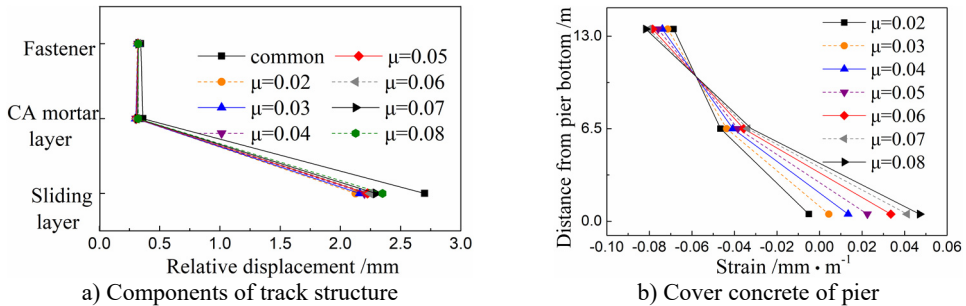 Fastener
CA mortar
layer
Sliding
layer
common
μ=0.02
μ=0.03
μ=0.04
μ=0.05
μ=0.06
μ=0.07
μ=0.08
0.0 0.5 1.0 1.5 2.0 2.5 3.0
Relative displacement /mm
a) Components of track structure
Distance from pier bottom /m
13.0
6.5
0.0
μ=0.02
μ=0.03
μ=0.04
μ=0.05
μ=0.06
μ=0.07
μ=0.08
-0.10 -0.08 -0.06 -0.04 -0.02 0.00 0.02 0.04 0.06
Strain /mm·m⁻¹
b) Cover concrete of pier